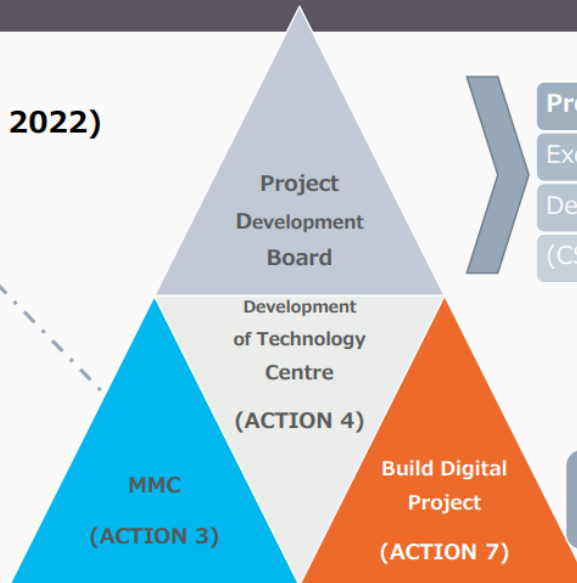 2022)
Project
Development
Board
Development
of Technology
Centre
(ACTION 4)
MMC
(ACTION 3)
Build Digital
Project
(ACTION 7)